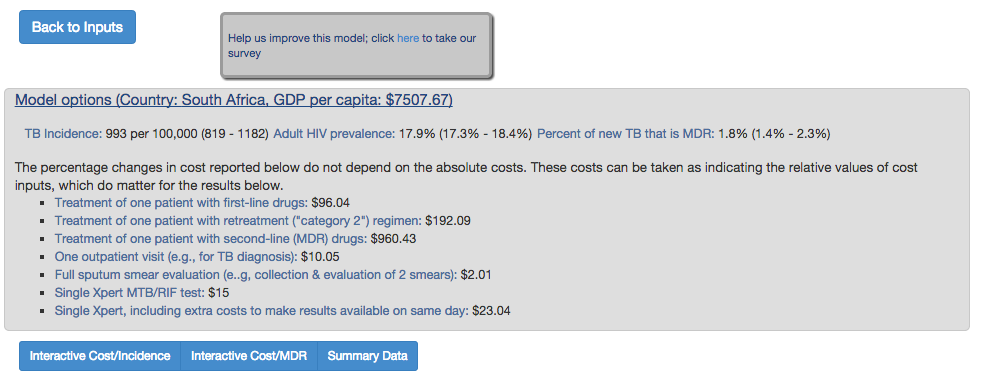 Back to Inputs
Help us improve this model; click here to take our
survey
Model options (Country: South Africa, GDP per capita: $7507.67)
TB Incidence: 993 per 100,000 (819 - 1182) Adult HIV prevalence: 17.9% (17.3% - 18.4%) Percent of new TB that is MDR: 1.8% (1.4% - 2.3%)
The percentage changes in cost reported below do not depend on the absolute costs. These costs can be taken as indicating the relative values of cost
inputs, which do matter for the results below.
Treatment of one patient with first-line drugs: $96.04
Treatment of one patient with retreatment ("category 2") regimen: $192.09
Treatment of one patient with second-line (MDR) drugs: $960.43
One outpatient visit (e.g., for TB diagnosis): $10.05
Full sputum smear evaluation (e..g, collection & evaluation of 2 smears): $2.01
Single Xpert MTB/RIF test: $15
Single Xpert, including extra costs to make results available on same day: $23.04
Interactive Cost/Incidence Interactive Cost/MDR Summary Data